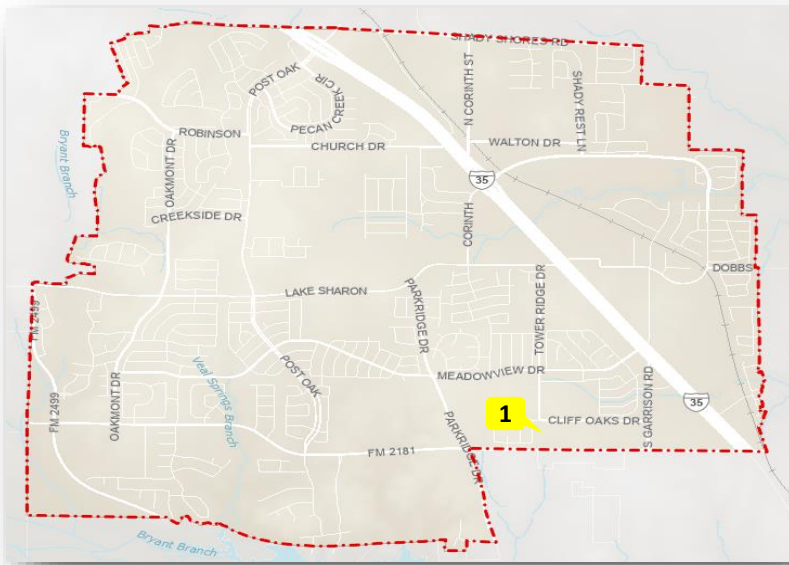 SHADY SHORES RD
POST OAK
PECAN CREEK CIR
N CORINTH ST
SHADY REST LN
Bryant Branch
ROBINSON
CHURCH DR
WALTON DR
35
OAKMONT DR
CREEKSIDE DR
CORINTH
DOBBS
LAKE SHARON
FM 2499
PARKRIDGE DR
TOWER RIDGE DR
Veal Springs Branch
POST OAK
MEADOWVIEW DR
OAKMONT DR
FM 2499
S GARRISON RD
35
1
CLIFF OAKS DR
PARKRIDGE DR
FM 2181
Bryant Branch